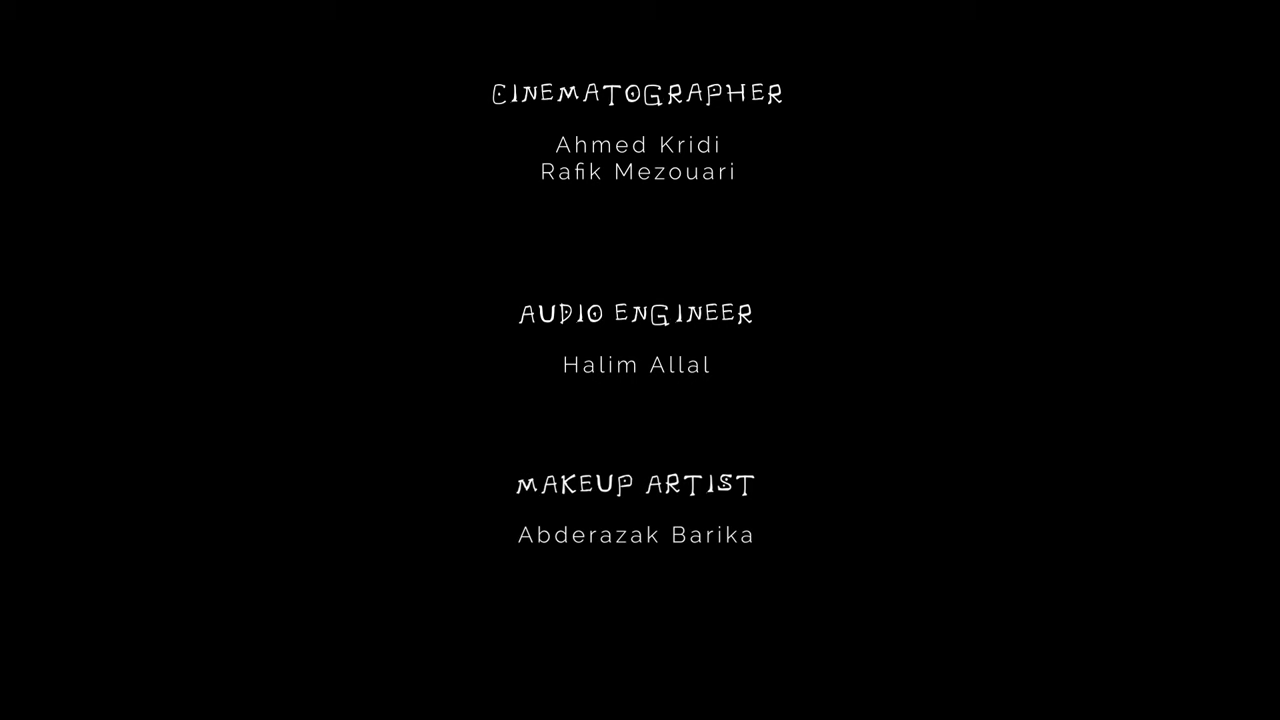 CINEMATOGRAPHER
Ahmed Kridi
Rafik Mezouari
AUDIO ENGINEER
Halim Allal
MAKEUP ARTIST
Abderazak Barika